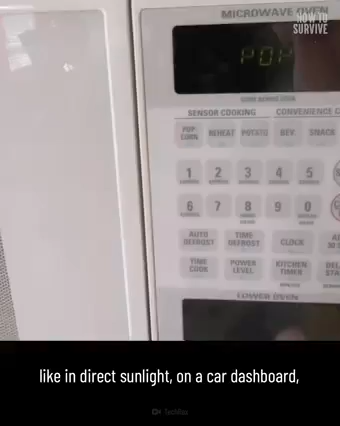 MICROWAVE OVEN
HOW TO
SURVIVE
POP
SENSOR COOKING
CONVENIENCE
POP
CORN
REHEAT
POTATO
BEV.
SNACK
1 2 3 4 5
6 7 8 9 0
AUTO
DEFROST
TIME
DEFROST
CLOCK
TIME
COOK
POWER
LEVEL
KITCHEN
TIMER
LOWER OVEN
like in direct sunlight, on a car dashboard,